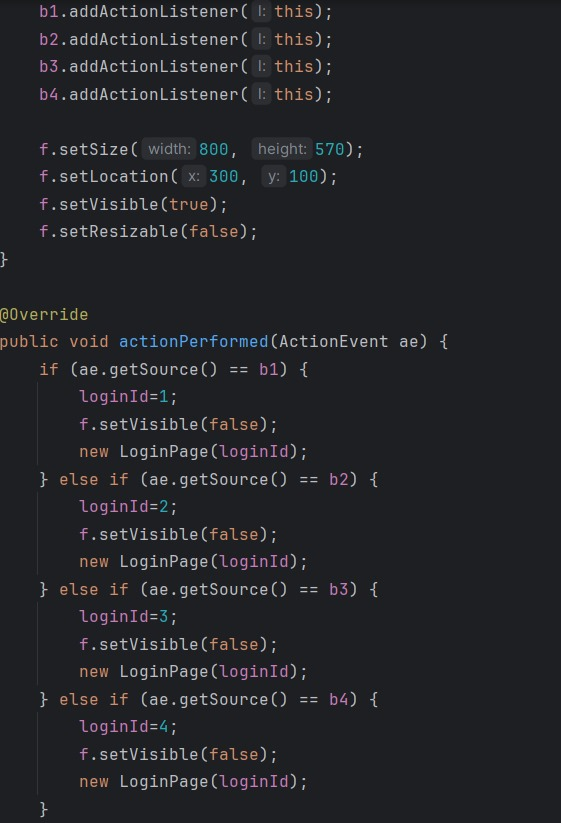 b1.addActionListener( l: this);
b2.addActionListener( l: this);
b3.addActionListener( l: this);
b4.addActionListener( l: this);
f.setSize( width: 800, height: 570);
f.setLocation( x: 300, y: 100);
f.setVisible(true);
f.setResizable(false);
}
@Override
public void actionPerformed(ActionEvent ae) {
if (ae.getSource() == b1) {
loginId=1;
f.setVisible(false);
new LoginPage(loginId);
} else if (ae.getSource() == b2) {
loginId=2;
f.setVisible(false);
new LoginPage(loginId);
} else if (ae.getSource() == b3) {
loginId=3;
f.setVisible(false);
new LoginPage(loginId);
} else if (ae.getSource() == b4) {
loginId=4;
f.setVisible(false);
new LoginPage(loginId);
}